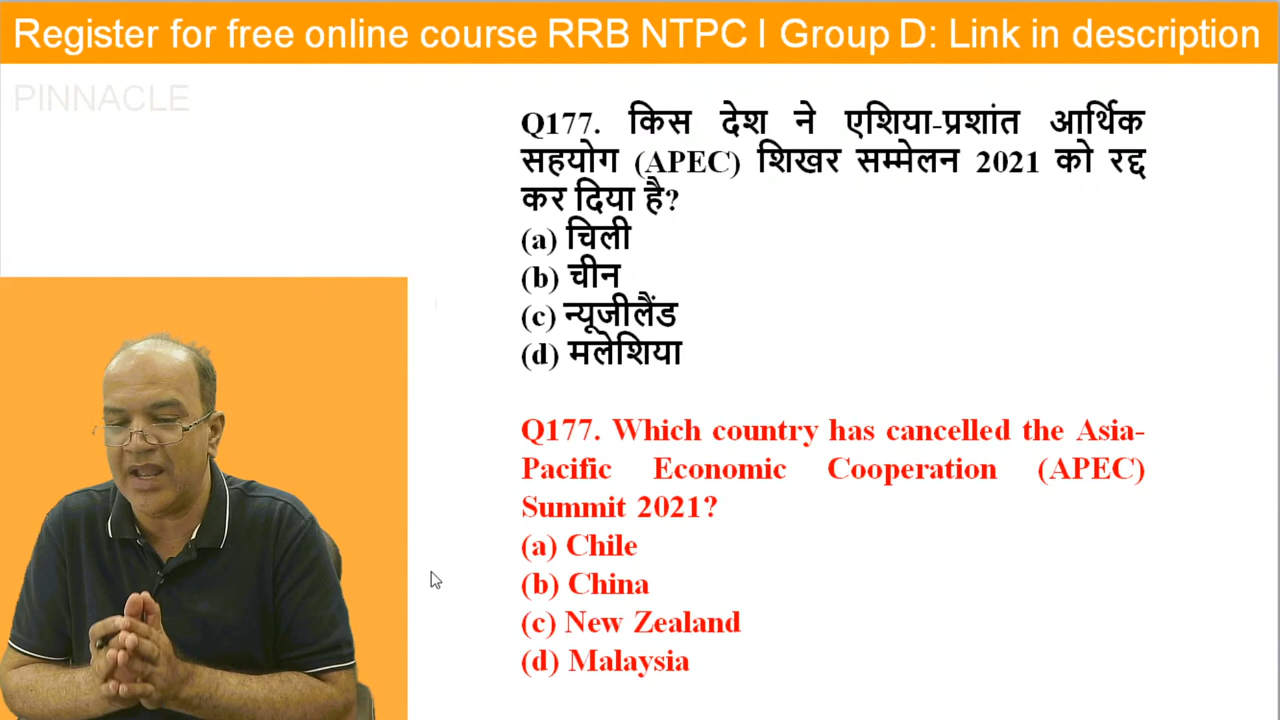 Register for free online course RRB NTPC I Group D: Link in description
PINNACLE
Q177. किस देश ने एशिया-प्रशांत आर्थिक
सहयोग (APEC) शिखर सम्मेलन 2021 को रद्द
कर दिया है?
(a) चिली
(b) चीन
(c) न्यूजीलैंड
(d) मलेशिया
Q177. Which country has cancelled the Asia-
Pacific Economic Cooperation (APEC)
Summit 2021?
(a) Chile
(b) China
(c) New Zealand
(d) Malaysia